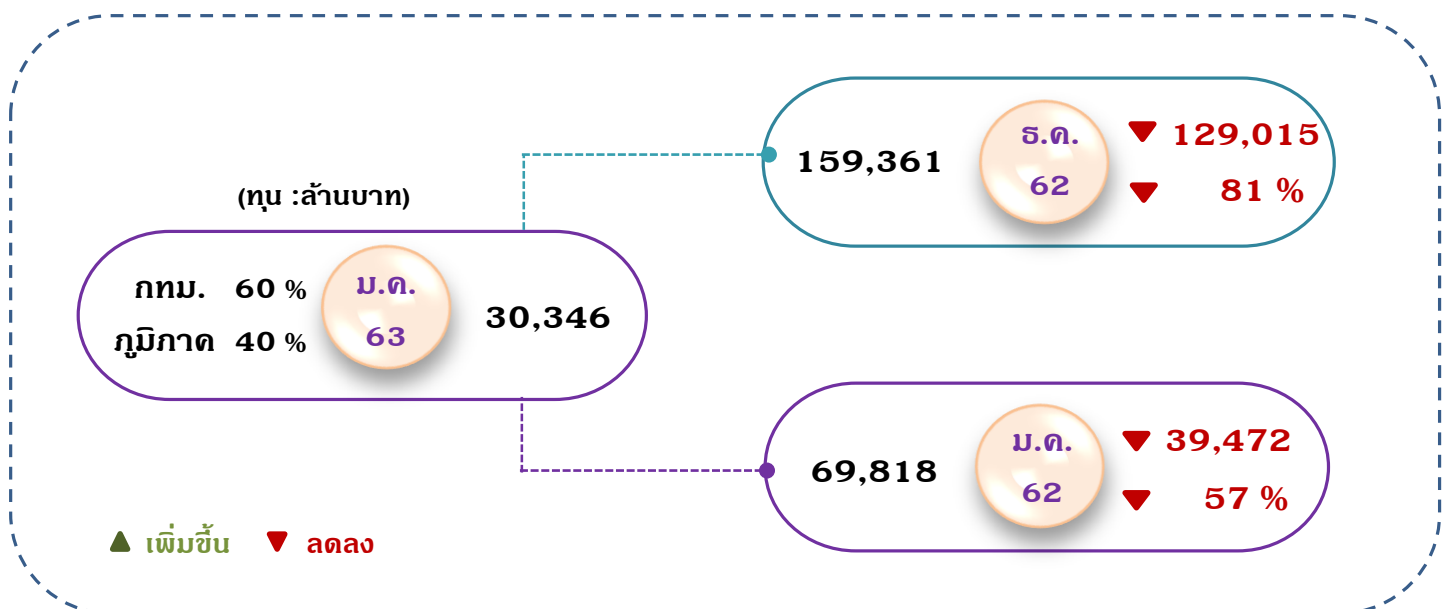 (ทุน :ล้านบาท)
กทม. 60 %
ภูมิภาค 40 %
ม.ค.
63
30,346
159,361
ธ.ค.
62
▼ 129,015
▼ 81 %
69,818
ม.ค.
62
▼ 39,472
▼ 57 %
▲ เพิ่มขึ้น ▼ ลดลง